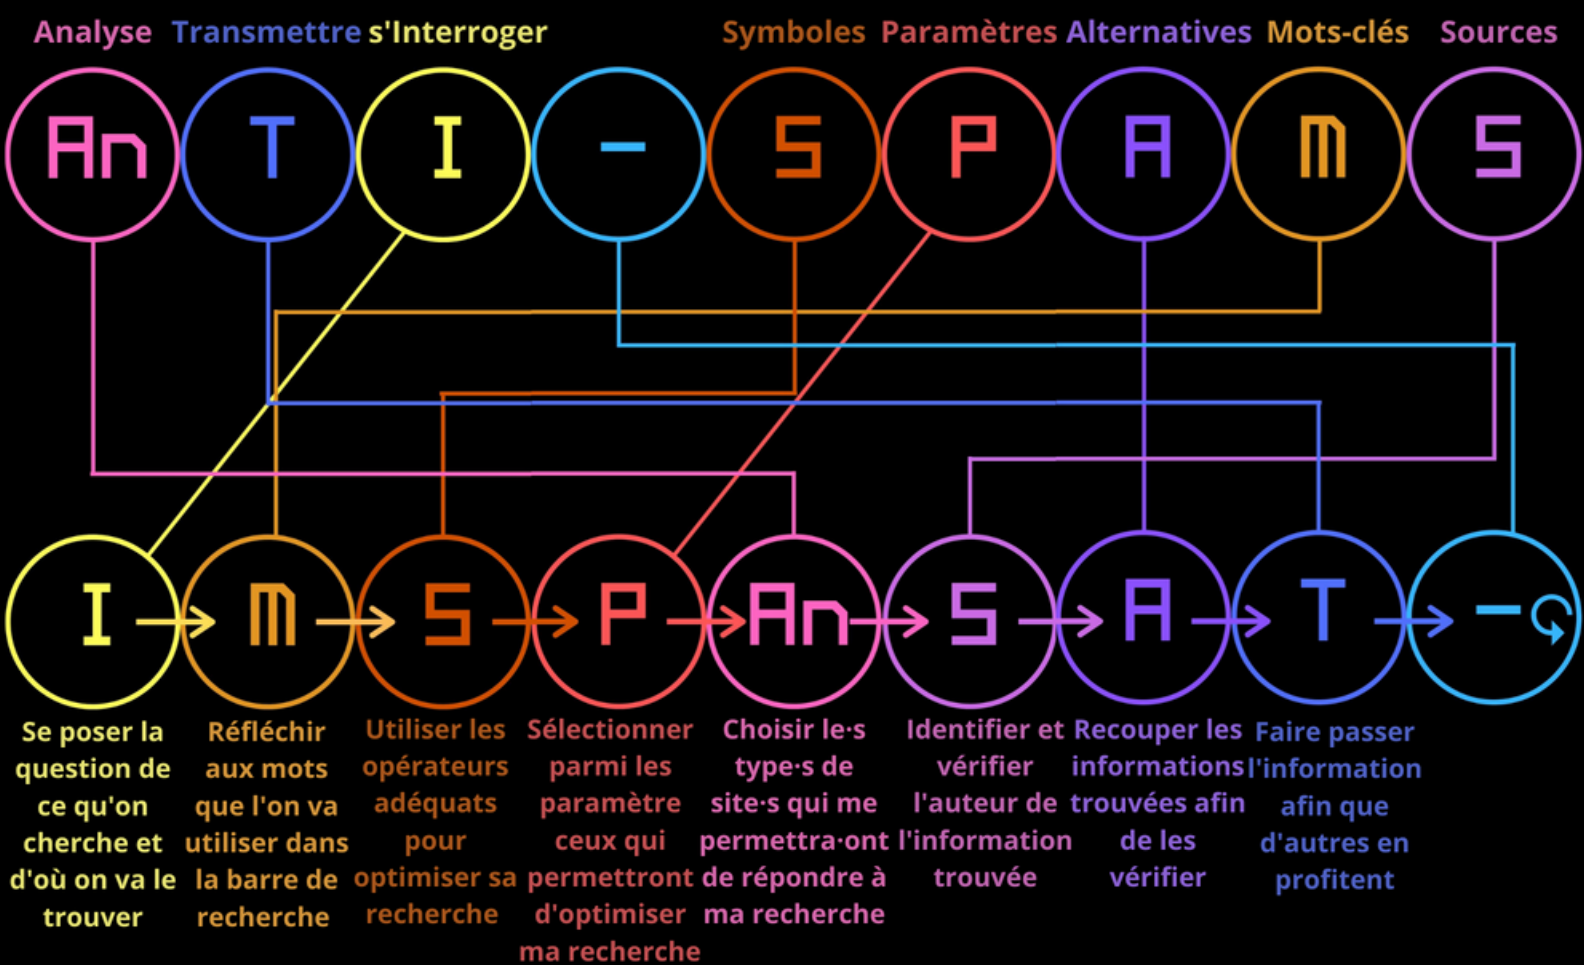 Analyse Transmettre s'Interroger Symboles Paramètres Alternatives Mots-clés Sources
An T I - S P A M S
I M S P An S A T -
Se poser la
question de
ce qu'on
cherche et
d'où on va le
trouver
Réfléchir
aux mots
que l'on va
utiliser dans
la barre de
recherche
Utiliser les
opérateurs
adéquats
pour
optimiser sa
recherche
Sélectionner
parmi les
paramètre
ceux qui
permettront
d'optimiser
ma recherche
Choisir le·s
type·s de
site·s qui me
permettra·ont
de répondre à
ma recherche
Identifier et
vérifier
l'auteur de
l'information
trouvée
Recouper les
informations
trouvées afin
de les
vérifier
Faire passer
l'information
afin que
d'autres en
profitent